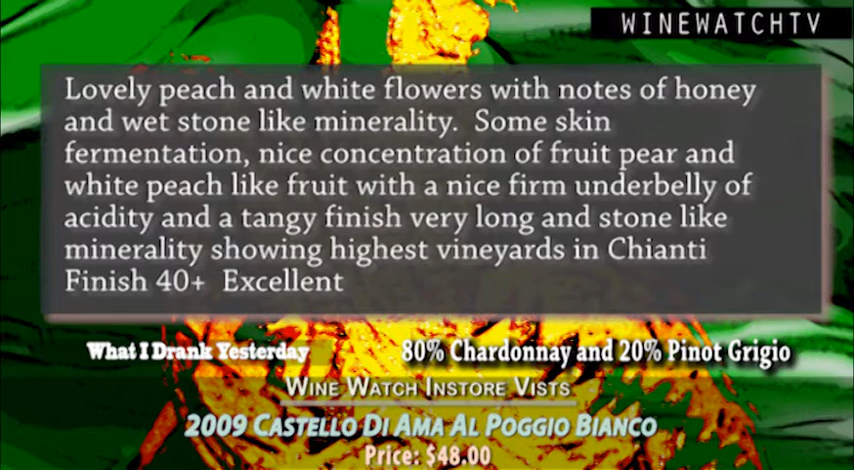 WINEWATCHTV
Lovely peach and white flowers with notes of honey
and wet stone like minerality.  Some skin
fermentation, nice concentration of fruit pear and
white peach like fruit with a nice firm underbelly of
acidity and a tangy finish very long and stone like
minerality showing highest vineyards in Chianti
Finish 40+  Excellent
What I Drank Yesterday
80% Chardonnay and 20% Pinot Grigio
WINE WATCH INSTORE VISTS
2009 CASTELLO DI AMA AL POGGIO BIANCO
Price: $48.00